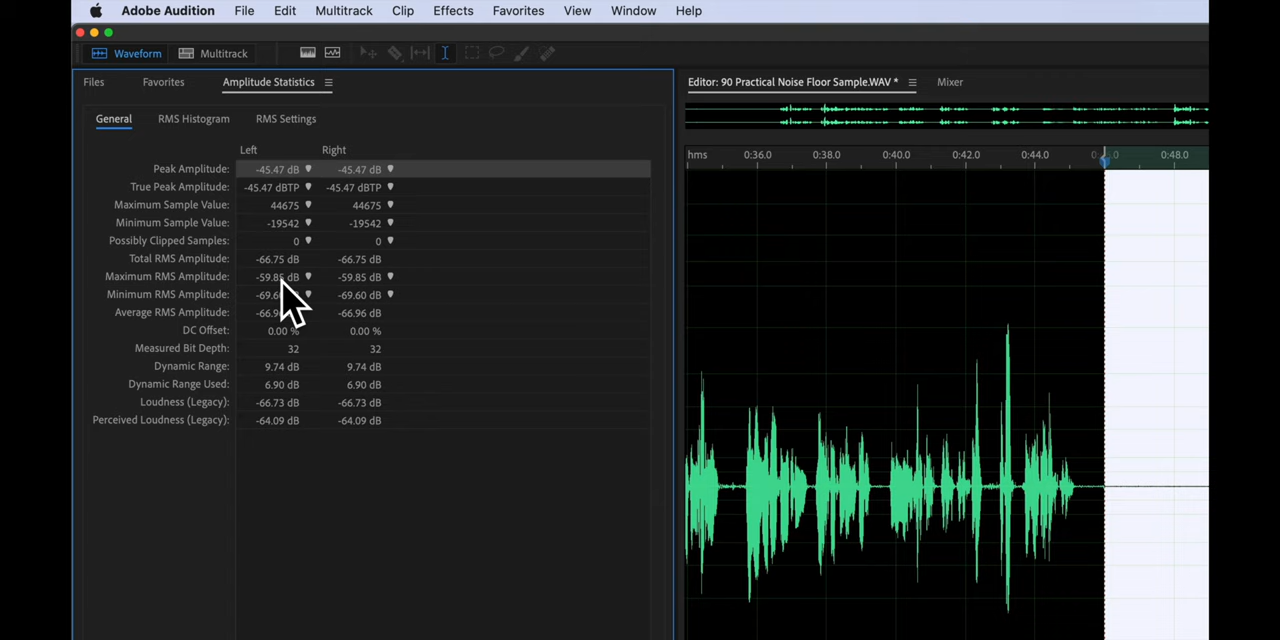 Adobe Audition File Edit Multitrack Clip Effects Favorites View Window Help
Waveform Multitrack
Files Favorites Amplitude Statistics
General RMS Histogram RMS Settings
Left Right
Peak Amplitude: -45.47 dB -45.47 dB
True Peak Amplitude: -45.47 dBTP -45.47 dBTP
Maximum Sample Value: 44675 44675
Minimum Sample Value: -19542 -19542
Possibly Clipped Samples: 0 0
Total RMS Amplitude: -66.75 dB -66.75 dB
Maximum RMS Amplitude: -59.85 dB -59.85 dB
Minimum RMS Amplitude: -69.60 dB
Average RMS Amplitude: -66.96 dB
DC Offset: 0.00 % 0.00 %
Measured Bit Depth: 32 32
Dynamic Range: 9.74 dB 9.74 dB
Dynamic Range Used: 6.90 dB 6.90 dB
Loudness (Legacy): -66.73 dB -66.73 dB
Perceived Loudness (Legacy): -64.09 dB -64.09 dB
Editor: 90 Practical Noise Floor Sample.WAV * Mixer
hms 0:36.0 0:38.0 0:40.0 0:42.0 0:44.0 0:48.0